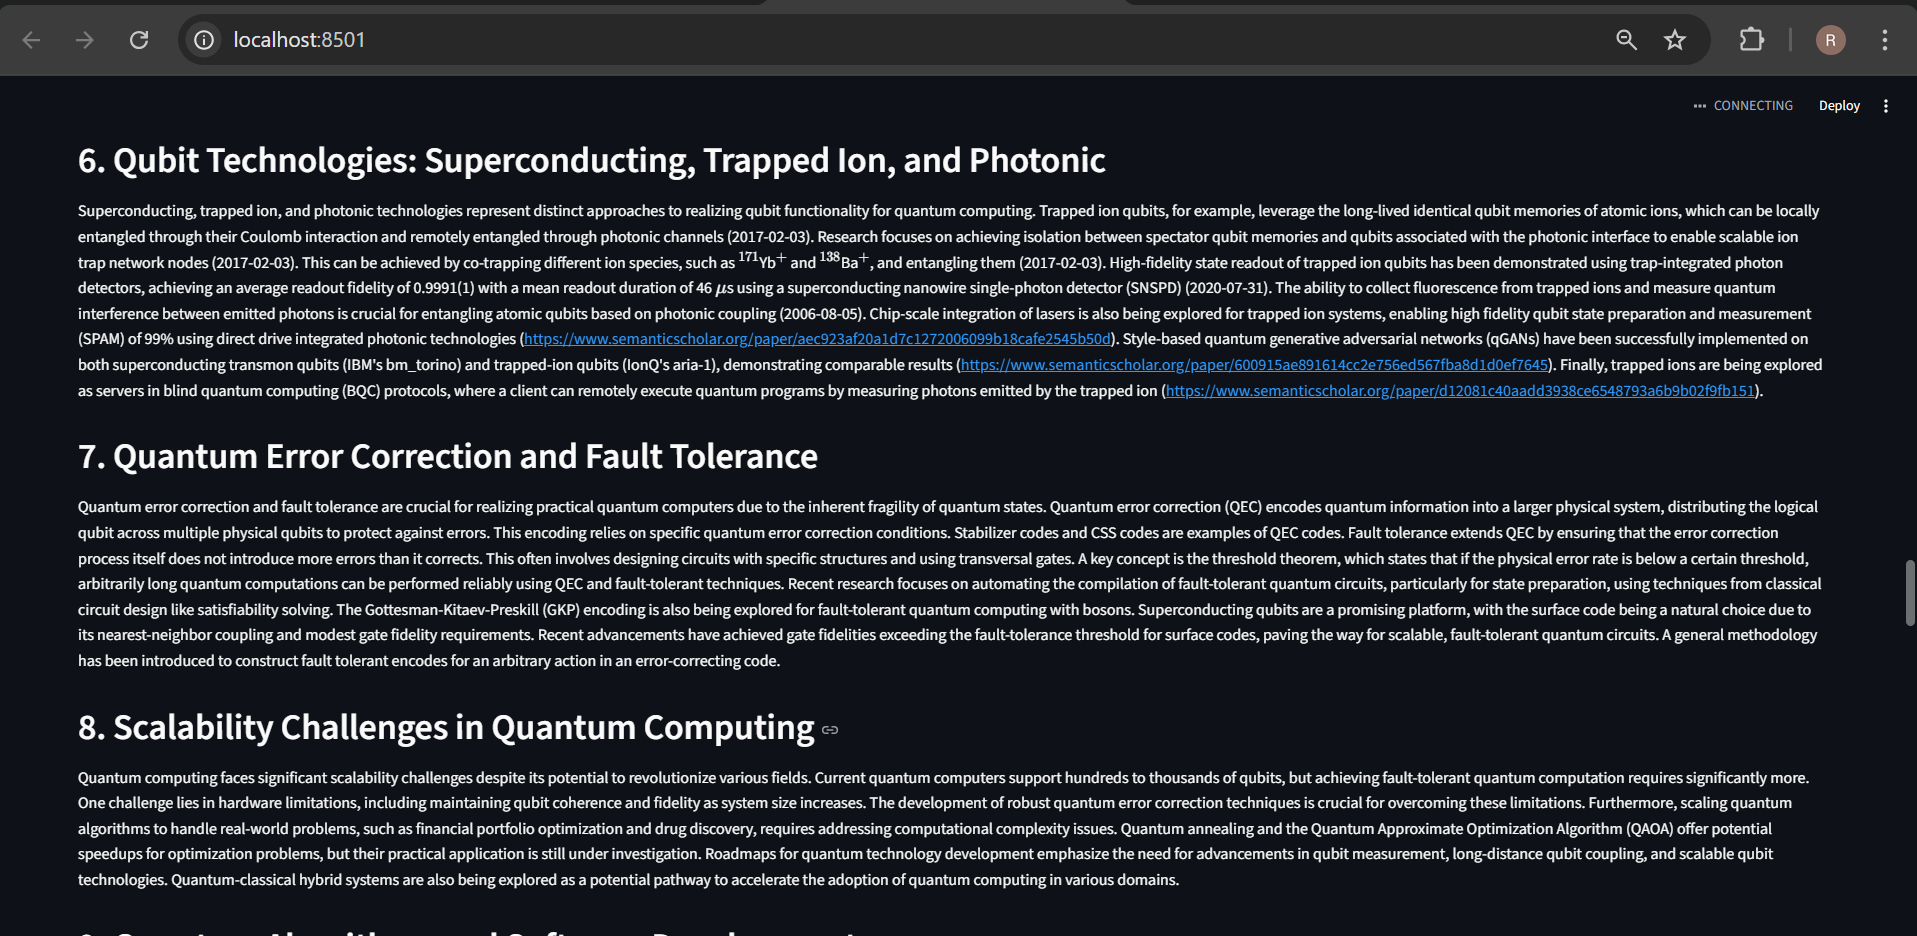 localhost:8501
R
CONNECTING Deploy
6. Qubit Technologies: Superconducting, Trapped Ion, and Photonic
Superconducting, trapped ion, and photonic technologies represent distinct approaches to realizing qubit functionality for quantum computing. Trapped ion qubits, for example, leverage the long-lived identical qubit memories of atomic ions, which can be locally
entangled through their Coulomb interaction and remotely entangled through photonic channels (2017-02-03). Research focuses on achieving isolation between spectator qubit memories and qubits associated with the photonic interface to enable scalable ion
trap network nodes (2017-02-03). This can be achieved by co-trapping different ion species, such as ¹⁷¹Yb⁺ and ¹³⁸Ba⁺, and entangling them (2017-02-03). High-fidelity state readout of trapped ion qubits has been demonstrated using trap-integrated photon
detectors, achieving an average readout fidelity of 0.9991(1) with a mean readout duration of 46 μs using a superconducting nanowire single-photon detector (SNSPD) (2020-07-31). The ability to collect fluorescence from trapped ions and measure quantum
interference between emitted photons is crucial for entangling atomic qubits based on photonic coupling (2006-08-05). Chip-scale integration of lasers is also being explored for trapped ion systems, enabling high fidelity qubit state preparation and measurement
(SPAM) of 99% using direct drive integrated photonic technologies (https://www.semanticscholar.org/paper/aec923af20a1d7c1272006099b18cafe2545b50d). Style-based quantum generative adversarial networks (qGANs) have been successfully implemented on
both superconducting transmon qubits (IBM's bm_torino) and trapped-ion qubits (IonQ's aria-1), demonstrating comparable results (https://www.semanticscholar.org/paper/600915ae891614cc2e756ed567fba8d1d0ef7645). Finally, trapped ions are being explored
as servers in blind quantum computing (BQC) protocols, where a client can remotely execute quantum programs by measuring photons emitted by the trapped ion (https://www.semanticscholar.org/paper/d12081c40aadd3938ce6548793a6b9b02f9fb151).
7. Quantum Error Correction and Fault Tolerance
Quantum error correction and fault tolerance are crucial for realizing practical quantum computers due to the inherent fragility of quantum states. Quantum error correction (QEC) encodes quantum information into a larger physical system, distributing the logical
qubit across multiple physical qubits to protect against errors. This encoding relies on specific quantum error correction conditions. Stabilizer codes and CSS codes are examples of QEC codes. Fault tolerance extends QEC by ensuring that the error correction
process itself does not introduce more errors than it corrects. This often involves designing circuits with specific structures and using transversal gates. A key concept is the threshold theorem, which states that if the physical error rate is below a certain threshold,
arbitrarily long quantum computations can be performed reliably using QEC and fault-tolerant techniques. Recent research focuses on automating the compilation of fault-tolerant quantum circuits, particularly for state preparation, using techniques from classical
circuit design like satisfiability solving. The Gottesman-Kitaev-Preskill (GKP) encoding is also being explored for fault-tolerant quantum computing with bosons. Superconducting qubits are a promising platform, with the surface code being a natural choice due to
its nearest-neighbor coupling and modest gate fidelity requirements. Recent advancements have achieved gate fidelities exceeding the fault-tolerance threshold for surface codes, paving the way for scalable, fault-tolerant quantum circuits. A general methodology
has been introduced to construct fault tolerant encodes for an arbitrary action in an error-correcting code.
8. Scalability Challenges in Quantum Computing
Quantum computing faces significant scalability challenges despite its potential to revolutionize various fields. Current quantum computers support hundreds to thousands of qubits, but achieving fault-tolerant quantum computation requires significantly more.
One challenge lies in hardware limitations, including maintaining qubit coherence and fidelity as system size increases. The development of robust quantum error correction techniques is crucial for overcoming these limitations. Furthermore, scaling quantum
algorithms to handle real-world problems, such as financial portfolio optimization and drug discovery, requires addressing computational complexity issues. Quantum annealing and the Quantum Approximate Optimization Algorithm (QAOA) offer potential
speedups for optimization problems, but their practical application is still under investigation. Roadmaps for quantum technology development emphasize the need for advancements in qubit measurement, long-distance qubit coupling, and scalable qubit
technologies. Quantum-classical hybrid systems are also being explored as a potential pathway to accelerate the adoption of quantum computing in various domains.